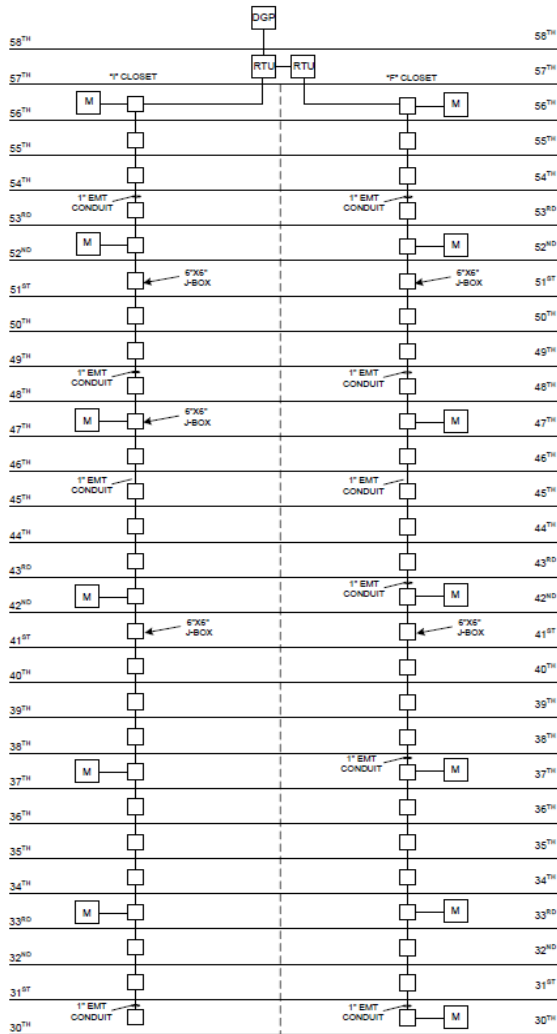 DGP
58TH 58TH
RTU RTU
57TH "I" CLOSET "F" CLOSET 57TH
M M
56TH 56TH
55TH 55TH
54TH 54TH
1" EMT CONDUIT 1" EMT CONDUIT
53RD 53RD
M M
52ND 52ND
6"X6" J-BOX 6"X6" J-BOX
51ST 51ST
50TH 50TH
49TH 49TH
1" EMT CONDUIT 1" EMT CONDUIT
48TH 48TH
6"X6" J-BOX
M M
47TH 47TH
46TH 46TH
1" EMT CONDUIT 1" EMT CONDUIT
45TH 45TH
44TH 44TH
43RD 43RD
1" EMT CONDUIT
M M
42ND 42ND
6"X6" J-BOX 6"X6" J-BOX
41ST 41ST
40TH 40TH
39TH 39TH
38TH 38TH
1" EMT CONDUIT
M M
37TH 37TH
36TH 36TH
35TH 35TH
34TH 34TH
M M
33RD 33RD
32ND 32ND
31ST 31ST
1" EMT CONDUIT 1" EMT CONDUIT
M
30TH 30TH